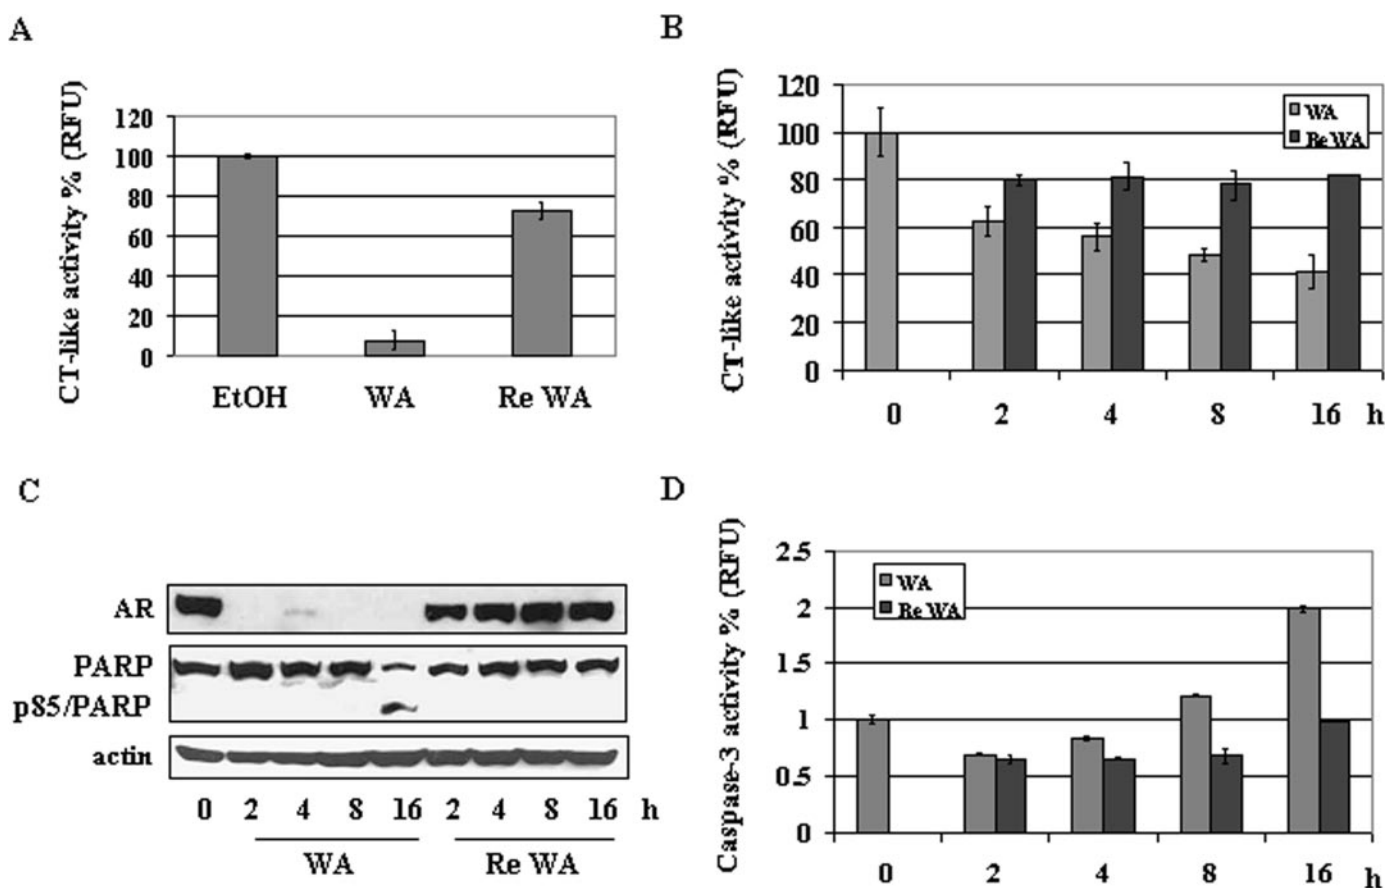 A
CT-like activity % (RFU)
120
100
80
60
40
20
0
EtOH WA Re WA
B
CT-like activity % (RFU)
120
100
80
60
40
20
0
WA
Re WA
0 2 4 8 16 h
C
AR
PARP
p85/PARP
actin
0 2 4 8 16 2 4 8 16 h
WA Re WA
D
Caspase-3 activity % (RFU)
2.5
2
1.5
1
0.5
0
WA
Re WA
0 2 4 8 16 h